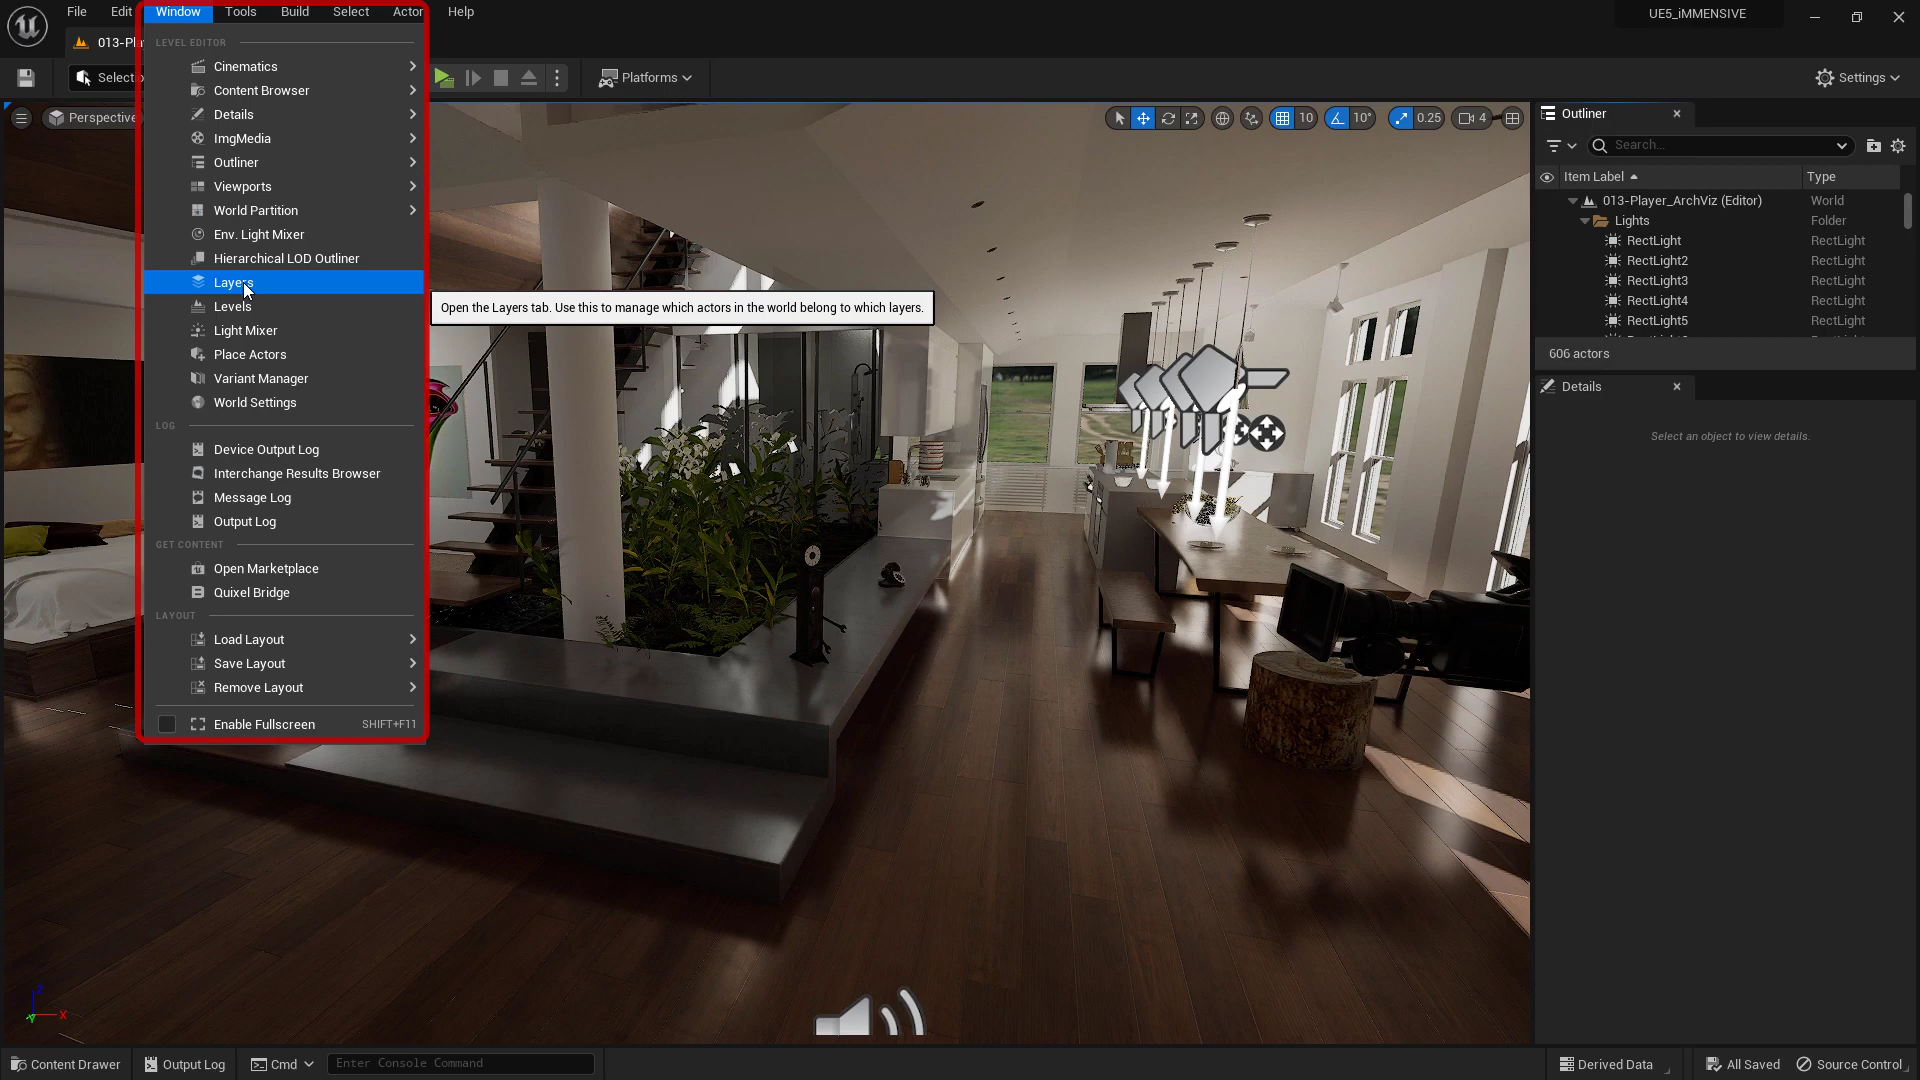 File Edit Window Tools Build Select Actor Help
UE5_iMMENSIVE
Platforms
Settings
LEVEL EDITOR
Cinematics
Content Browser
Details
ImgMedia
Outliner
Viewports
World Partition
Env. Light Mixer
Hierarchical LOD Outliner
Layers
Levels
Light Mixer
Place Actors
Variant Manager
World Settings
LOG
Device Output Log
Interchange Results Browser
Message Log
Output Log
GET CONTENT
Open Marketplace
Quixel Bridge
LAYOUT
Load Layout
Save Layout
Remove Layout
Enable Fullscreen SHIFT+F11
Open the Layers tab. Use this to manage which actors in the world belong to which layers.
Perspective
10 10° 0.25 4
Outliner
Search...
Item Label Type
013-Player_ArchViz (Editor) World
Lights Folder
RectLight RectLight
RectLight2 RectLight
RectLight3 RectLight
RectLight4 RectLight
RectLight5 RectLight
606 actors
Details
Select an object to view details.
Z
X
Y
Content Drawer Output Log Cmd Enter Console Command Derived Data All Saved Source Control